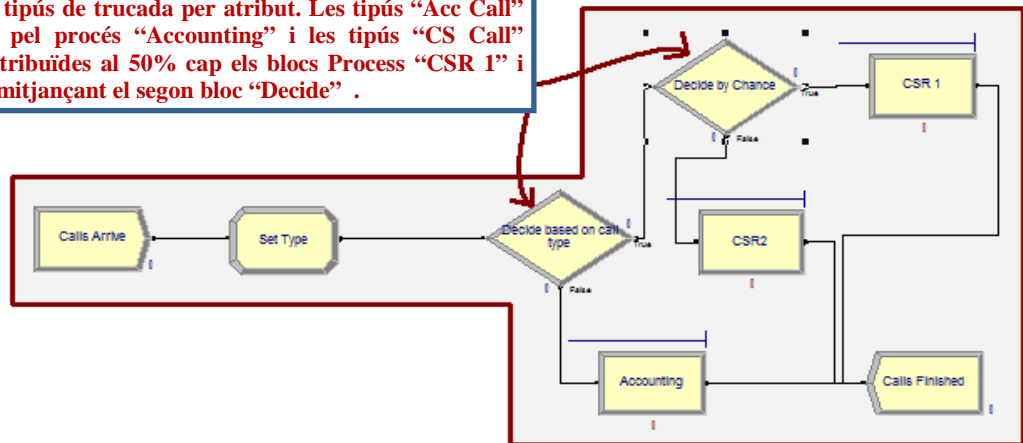 tipús de trucada per atribut. Les tipús “Acc Call”
pel procés “Accounting” i les tipús “CS Call”
tribuïdes al 50% cap els blocs Process “CSR 1” i
mitjançant el segon bloc “Decide” .
Decide by Chance
True
False
CSR 1
Calls Arrive
Set Type
Decide based on call
type
True
False
CSR2
Accounting
Calls Finished